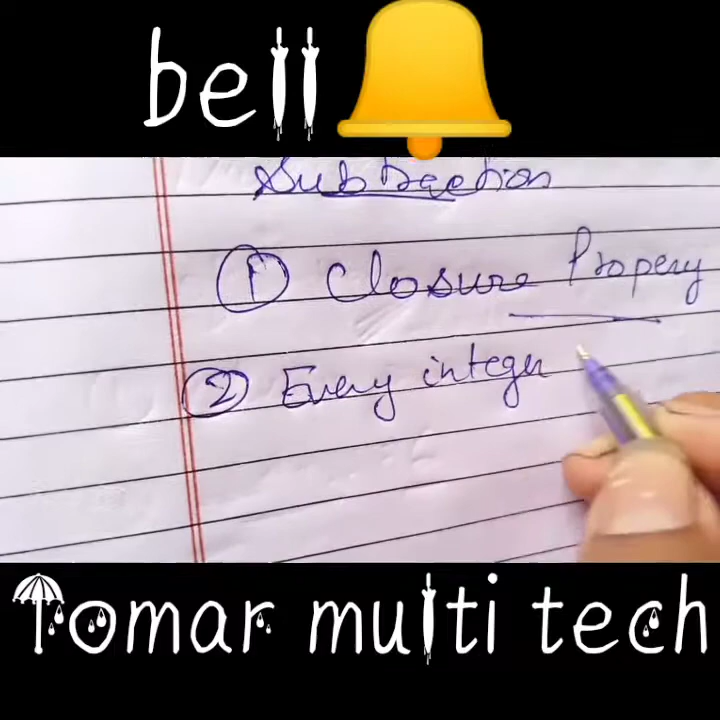 bell
Subtraction
① Closure Propery
② Every integer
Tomar multi tech